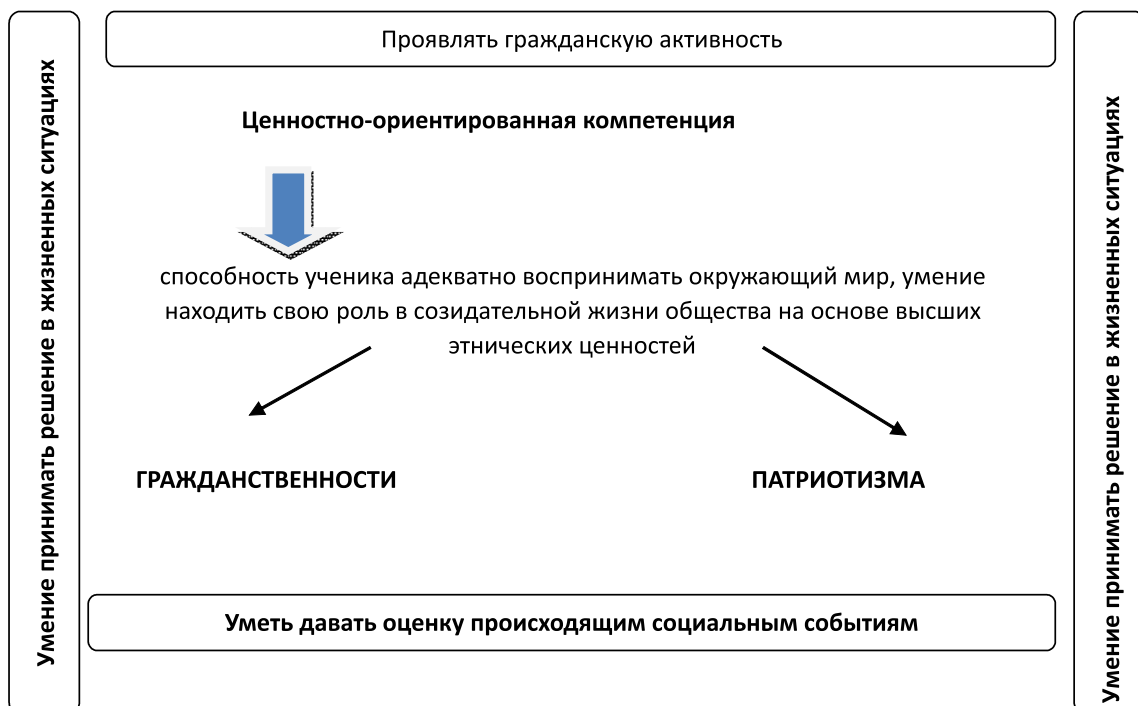 Умение принимать решение в жизненных ситуациях
Проявлять гражданскую активность
Ценностно-ориентированная компетенция
способность ученика адекватно воспринимать окружающий мир, умение
находить свою роль в созидательной жизни общества на основе высших
этнических ценностей
ГРАЖДАНСТВЕННОСТИ
ПАТРИОТИЗМА
Уметь давать оценку происходящим социальным событиям
Умение принимать решение в жизненных ситуациях